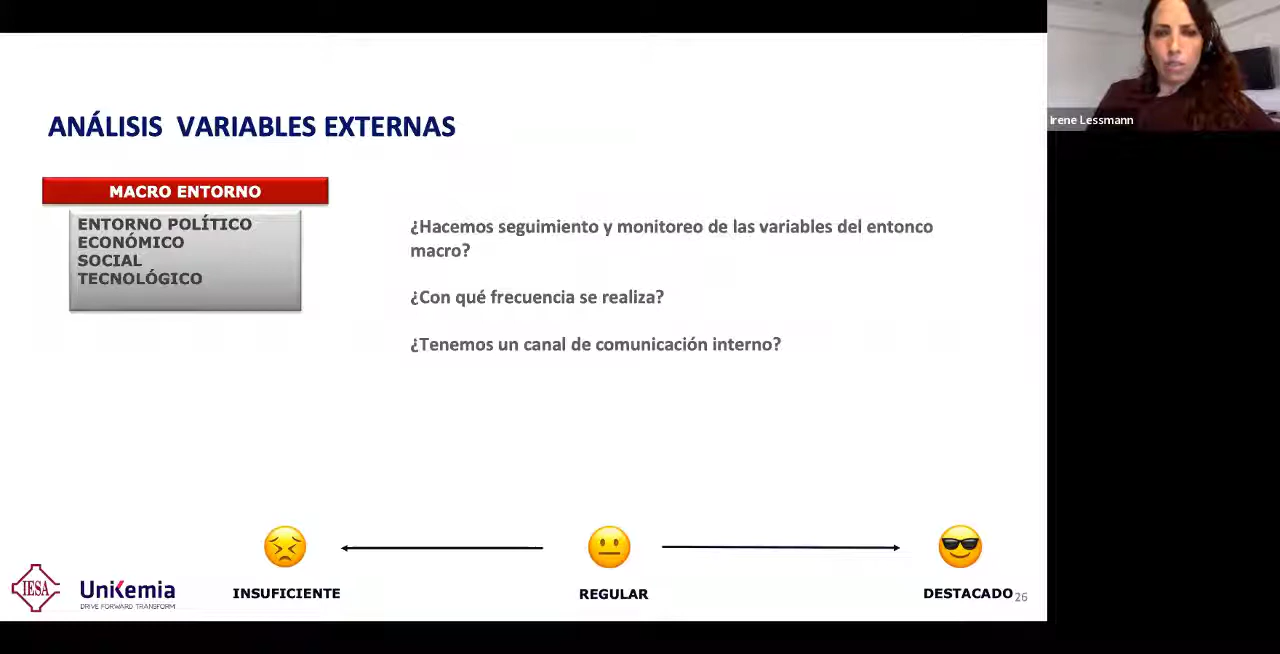 Irene Lessmann
ANÁLISIS VARIABLES EXTERNAS
MACRO ENTORNO
ENTORNO POLÍTICO
ECONÓMICO
SOCIAL
TECNOLÓGICO
¿Hacemos seguimiento y monitoreo de las variables del entonco
macro?
¿Con qué frecuencia se realiza?
¿Tenemos un canal de comunicación interno?
INSUFICIENTE
REGULAR
DESTACADO
26
IESA
UniKemia
DRIVE FORWARD TRANSFORM